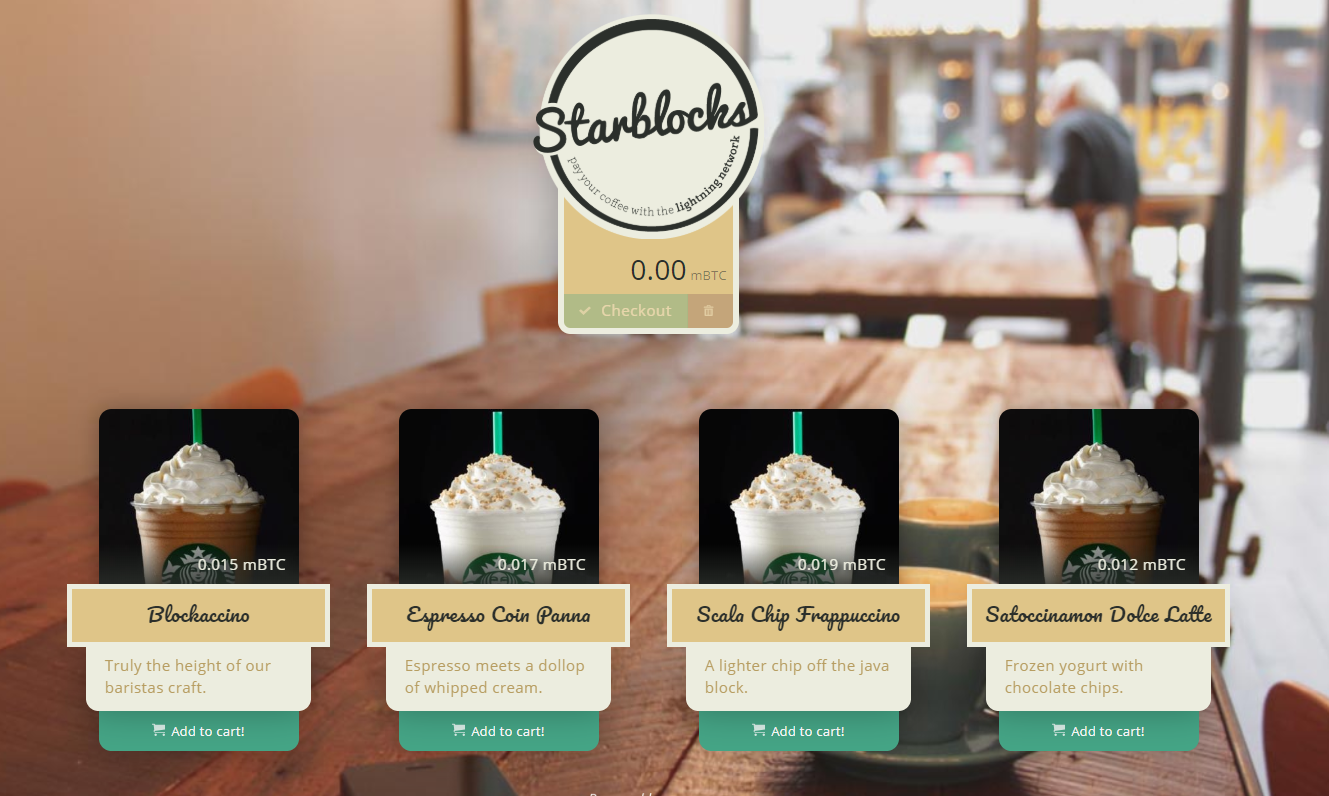 Starblocks
pay your coffee with the lightning network
0.00 mBTC
Checkout
0.015 mBTC
Blockaccino
Truly the height of our
baristas craft.
Add to cart!
0.017 mBTC
Espresso Coin Panna
Espresso meets a dollop
of whipped cream.
Add to cart!
0.019 mBTC
Scala Chip Frappuccino
A lighter chip off the java
block.
Add to cart!
0.012 mBTC
Satoccinamon Dolce Latte
Frozen yogurt with
chocolate chips.
Add to cart!